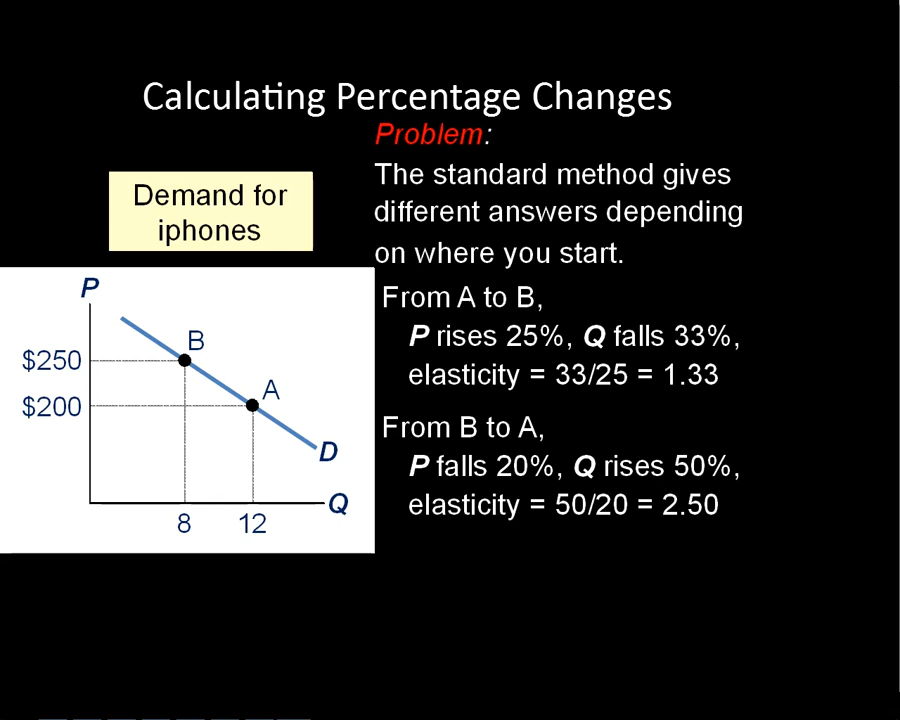 Calculating Percentage Changes
Problem:
The standard method gives
different answers depending
on where you start.
Demand for
iphones
P
B
$250
A
$200
D
Q
8 12
From A to B,
P rises 25%, Q falls 33%,
elasticity = 33/25 = 1.33
From B to A,
P falls 20%, Q rises 50%,
elasticity = 50/20 = 2.50